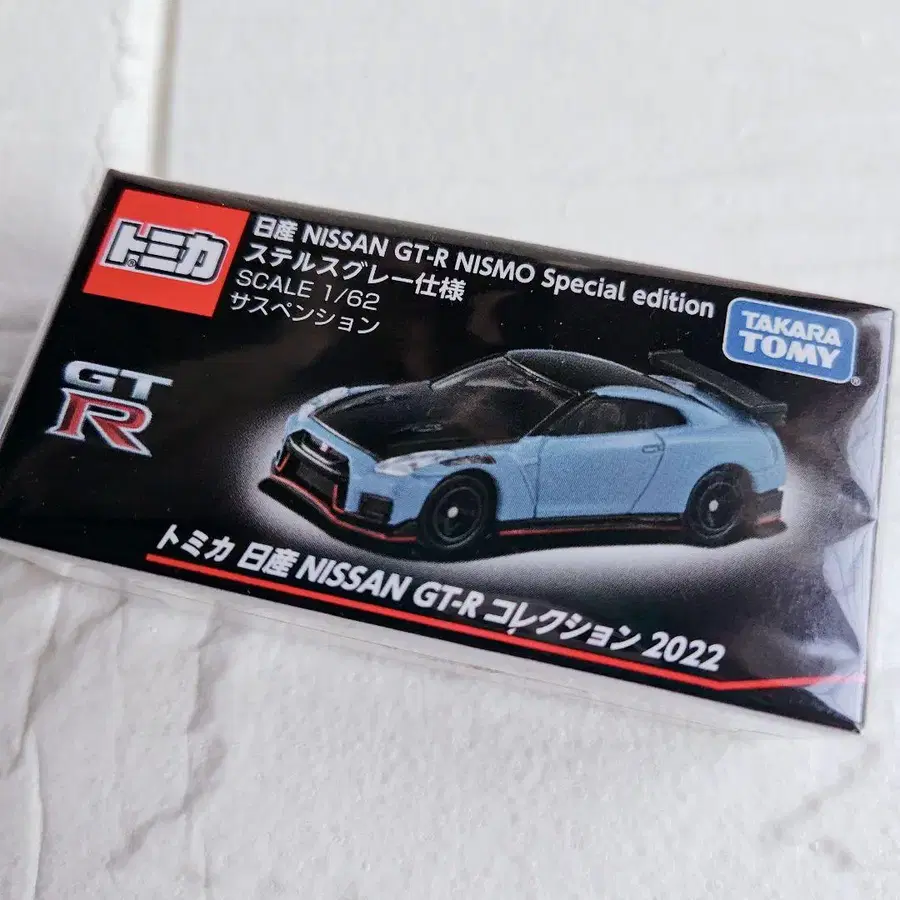 トミカ
日産 NISSAN GT-R NISMO Special edition
ステルスグレー仕様
SCALE 1/62
サスペンション
TAKARA
TOMY
®
GT
R
トミカ 日産 NISSAN GT-R コレクション 2022